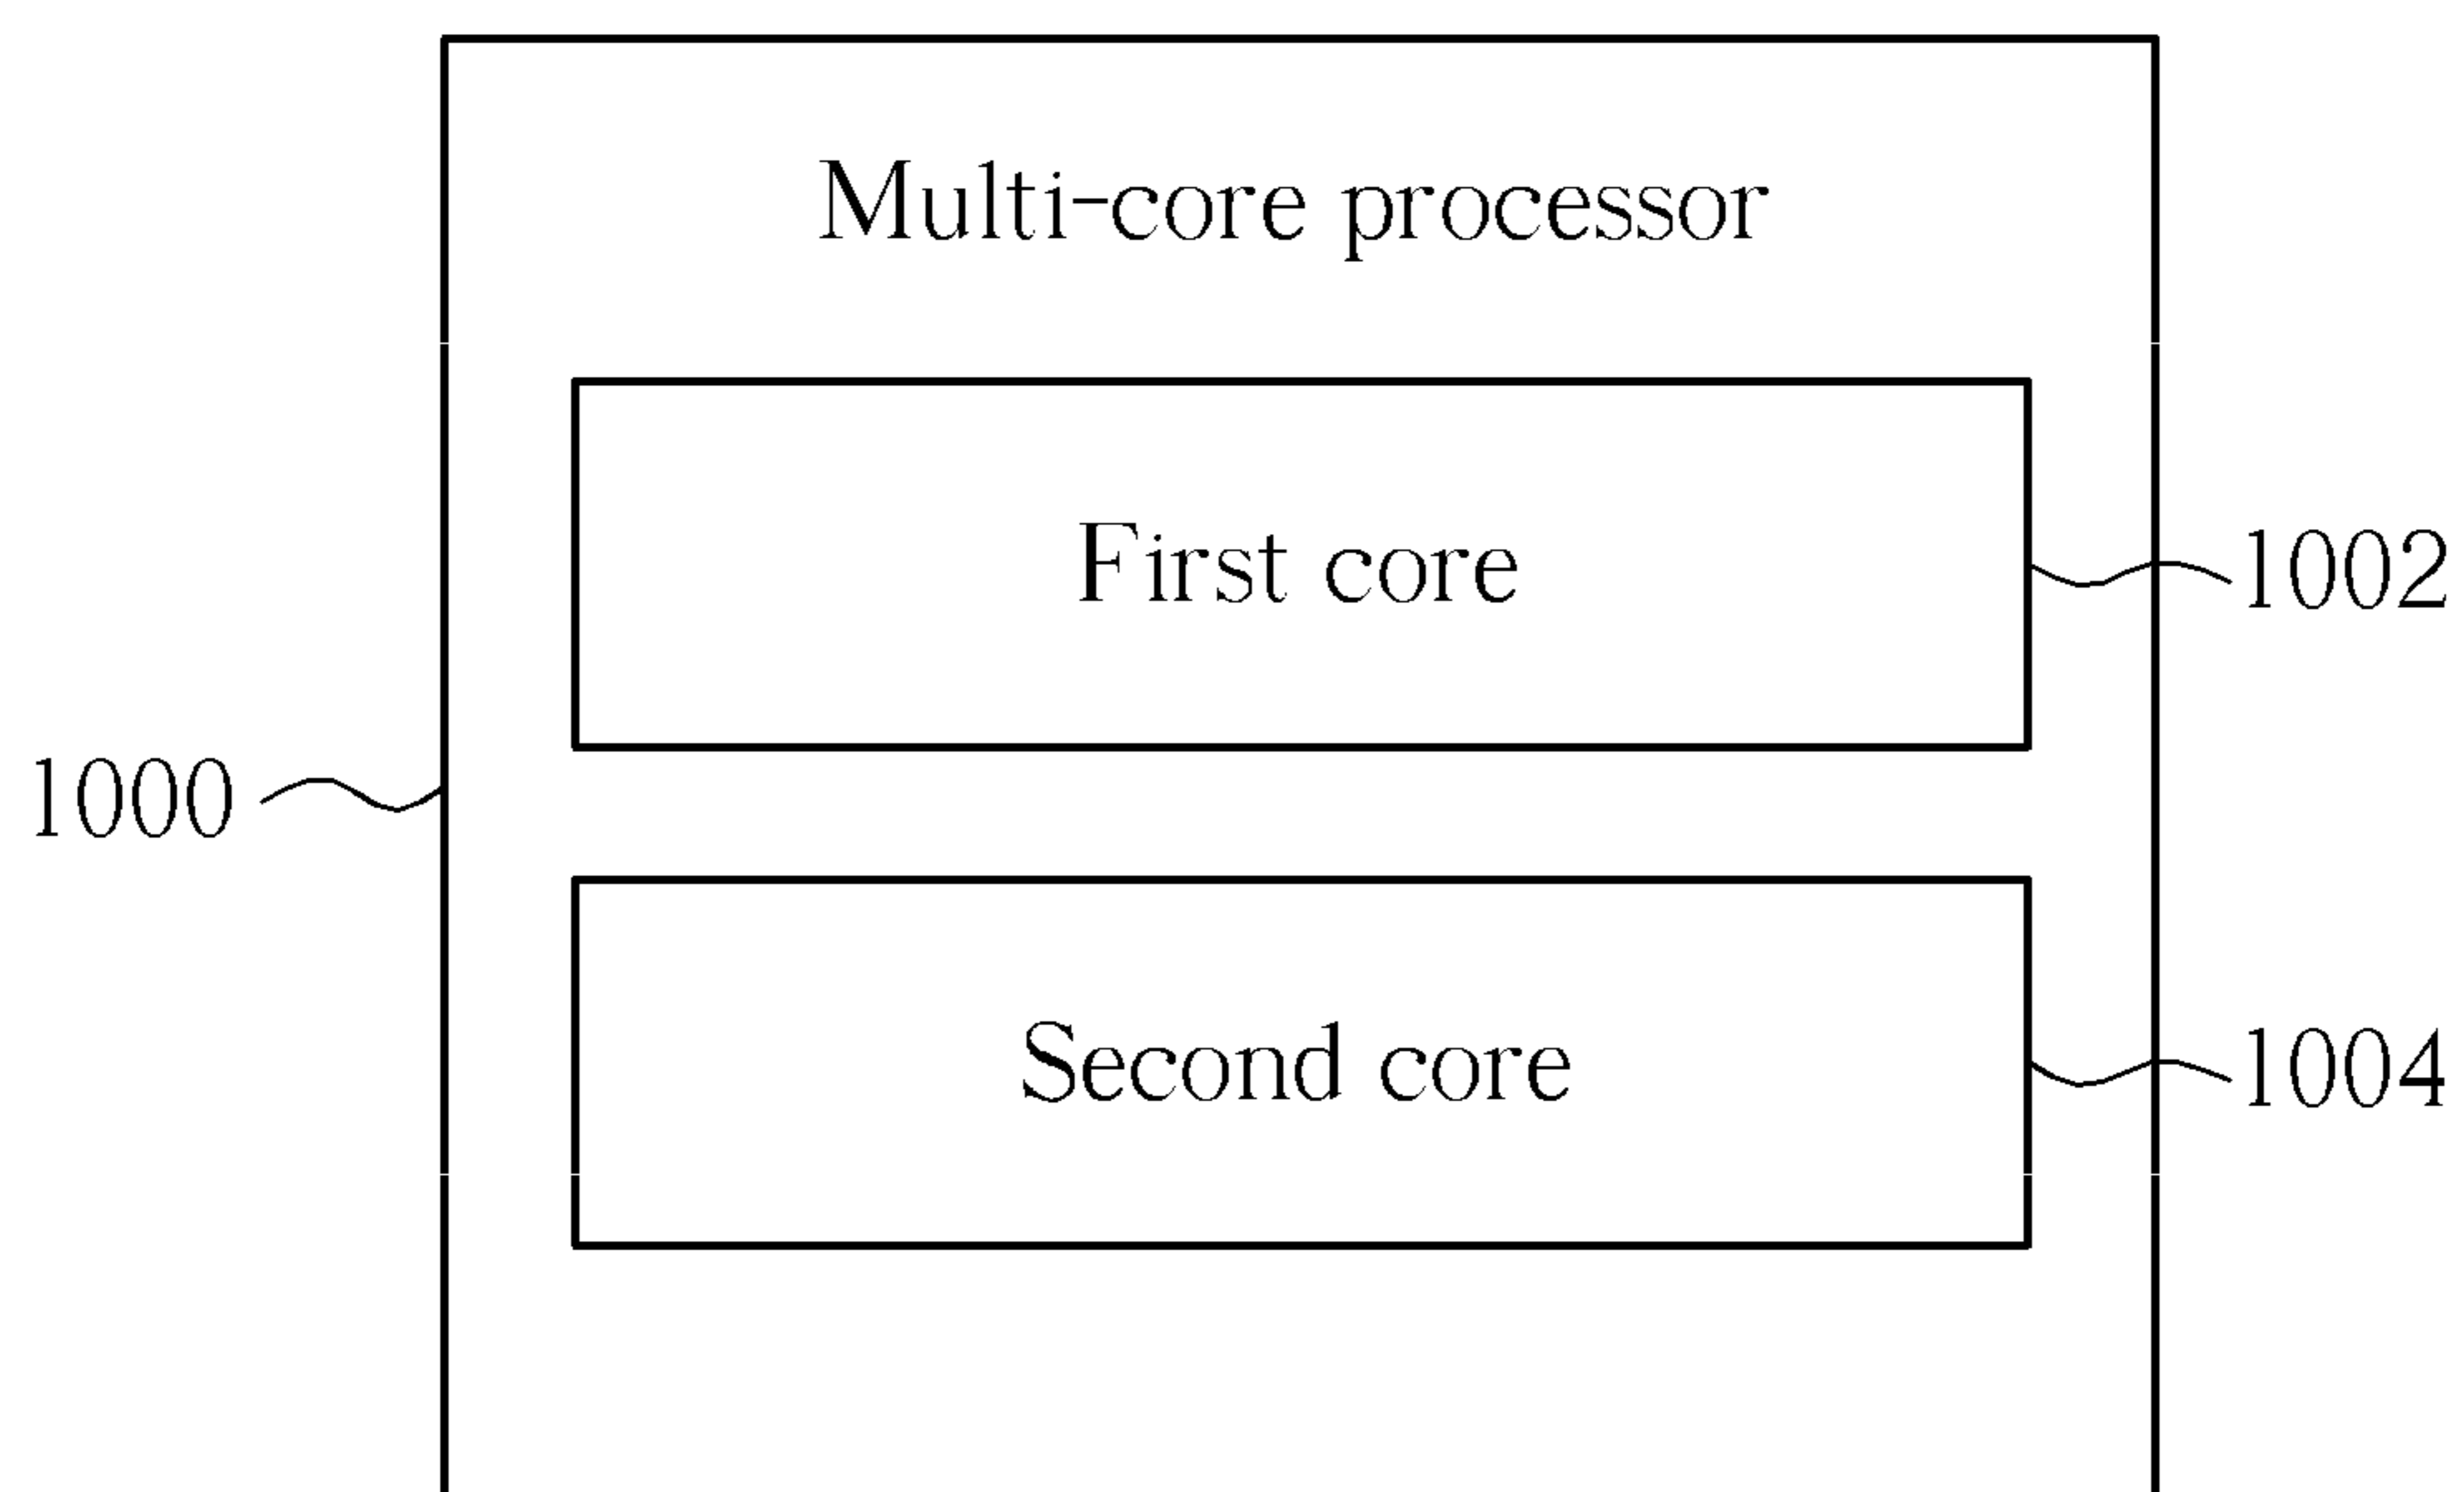 Multi-core processor
First core
1002
1000
Second core
1004